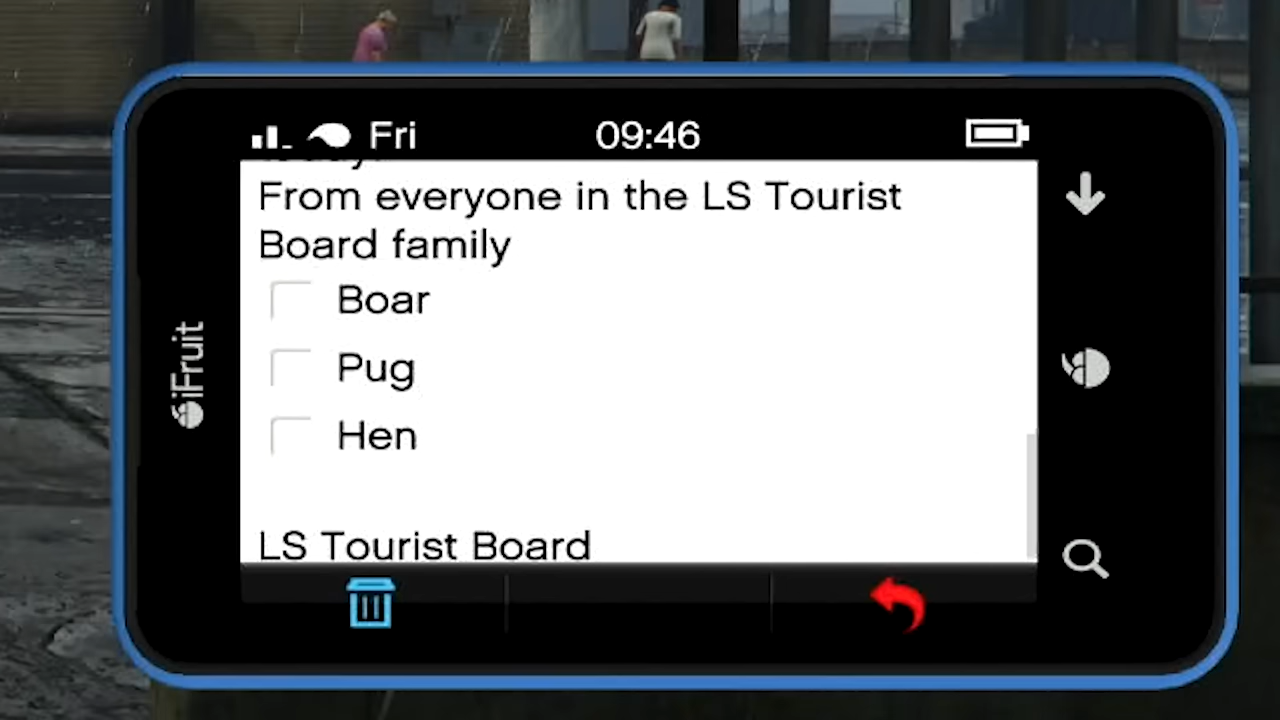 Fri 09:46
From everyone in the LS Tourist
Board family
Boar
Pug
Hen
LS Tourist Board
iFruit